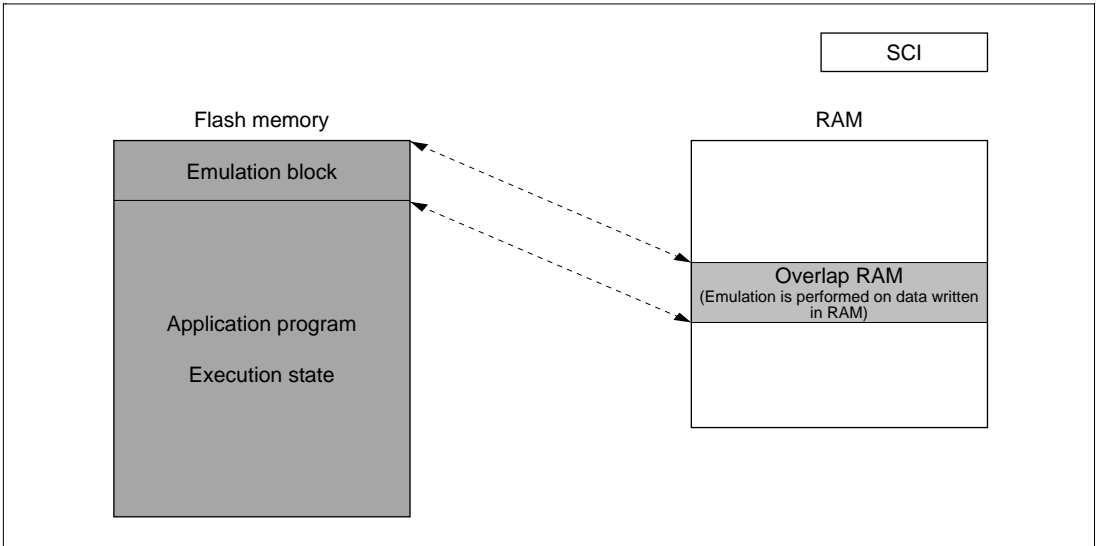 SCI
Flash memory
RAM
Emulation block
Overlap RAM
(Emulation is performed on data written
in RAM)
Application program
Execution state